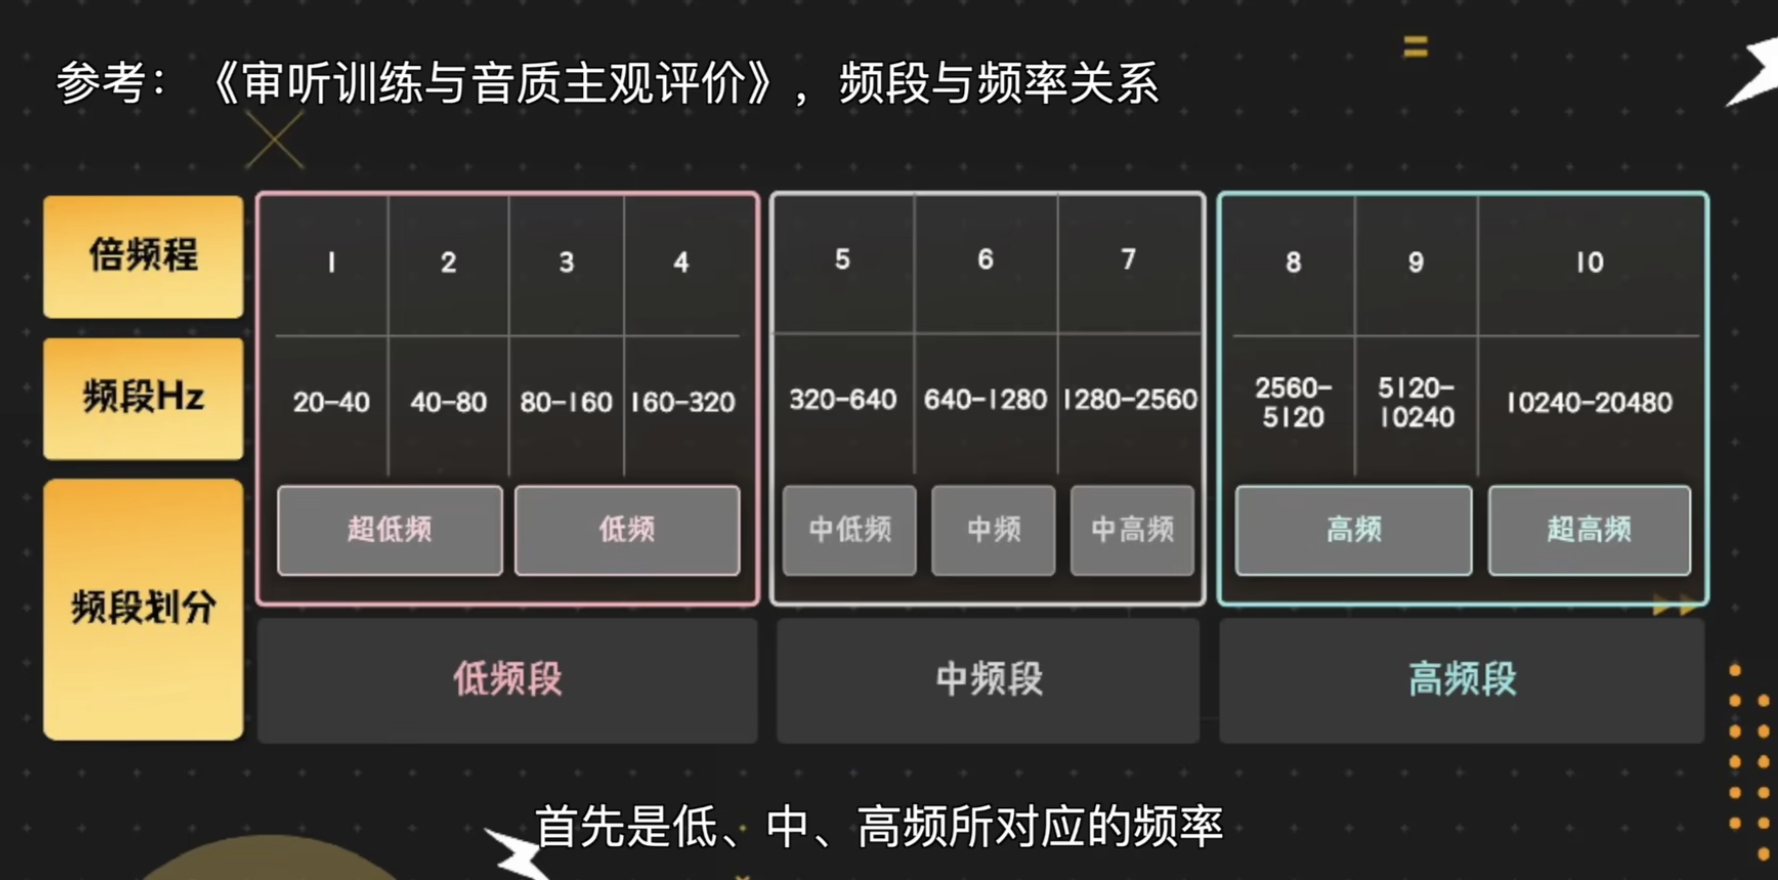 参考：《审听训练与音质主观评价》，频段与频率关系
倍频程 1 2 3 4 5 6 7 8 9 10
频段Hz 20-40 40-80 80-160 160-320 320-640 640-1280 1280-2560 2560-5120 5120-10240 10240-20480
频段划分
超低频 低频 中低频 中频 中高频 高频 超高频
低频段 中频段 高频段
首先是低、中、高频所对应的频率